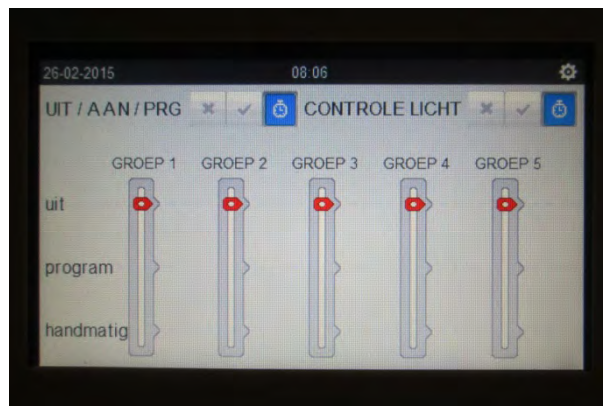 26-02-2015 08:06
UIT / AAN / PRG CONTROLE LICHT
GROEP 1 GROEP 2 GROEP 3 GROEP 4 GROEP 5
uit
program
handmatig